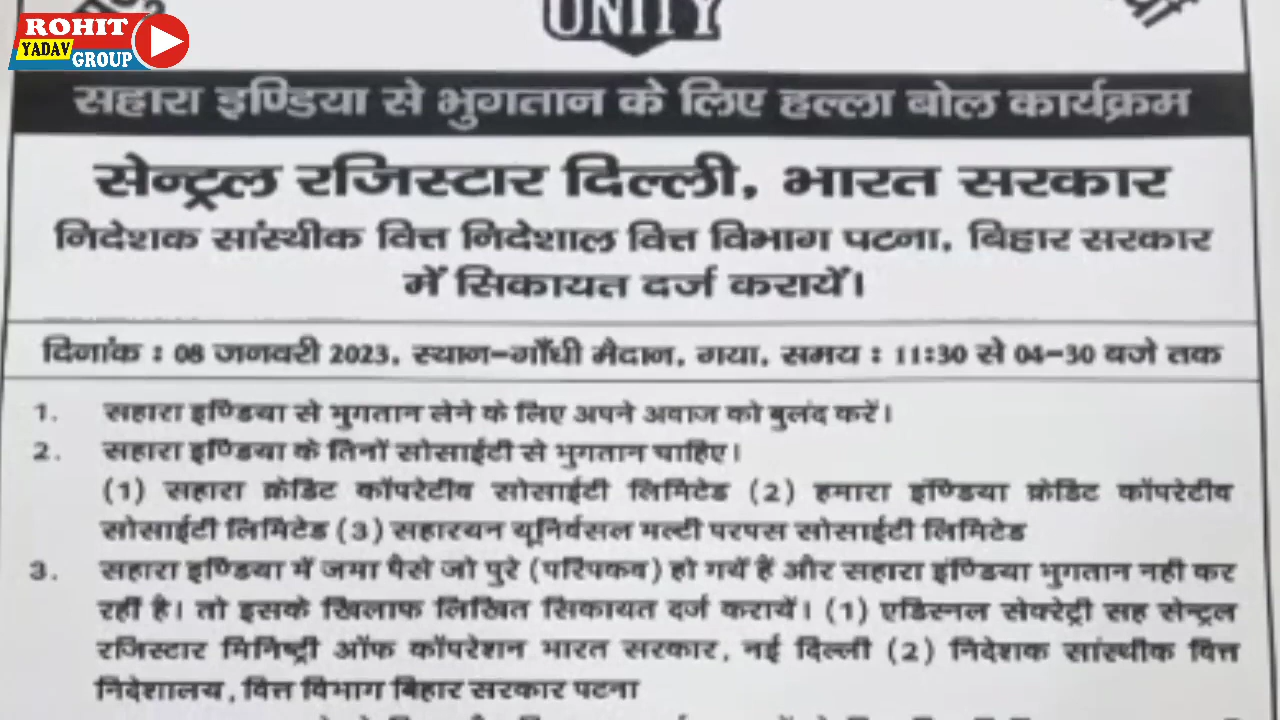 ROHIT
YADAV
GROUP
UNITY
सहारा इण्डिया से भुगतान के लिए हल्ला बोल कार्यक्रम
सेन्ट्रल रजिस्टार दिल्ली, भारत सरकार
निदेशक सांस्थीक वित्त निदेशाल वित्त विभाग पटना, बिहार सरकार
में सिकायत दर्ज करायें।
दिनांक : 08 जनवरी 2023, स्थान-गाँधी मैदान, गया, समय : 11:30 से 04-30 बजे तक
1. सहारा इण्डिया से भुगतान लेने के लिए अपने अवाज को बुलंद करें।
2. सहारा इण्डिया के तिनों सोसाईटी से भुगतान चाहिए।
(1) सहारा क्रेडिट कॉपरेटीव सोसाईटी लिमिटेड (2) हमारा इण्डिया क्रेडिट कॉपरेटीव
सोसाईटी लिमिटेड (3) सहारयन यूनिर्वसल मल्टी परपस सोसाईटी लिमिटेड
3. सहारा इण्डिया में जमा पैसे जो पुरे (परिपकव) हो गयें हैं और सहारा इंण्डिया भुगतान नही कर
रहीं है। तो इसके खिलाफ लिखित सिकायत दर्ज करायें। (1) एडिस्नल सेक्रेट्री सह सेन्ट्रल
रजिस्टार मिनिष्ट्री ऑफ कॉपरेशन भारत सरकार, नई दिल्ली (2) निदेशक सांस्थीक वित्त
निदेशालय, वित्त विभाग बिहार सरकार पटना